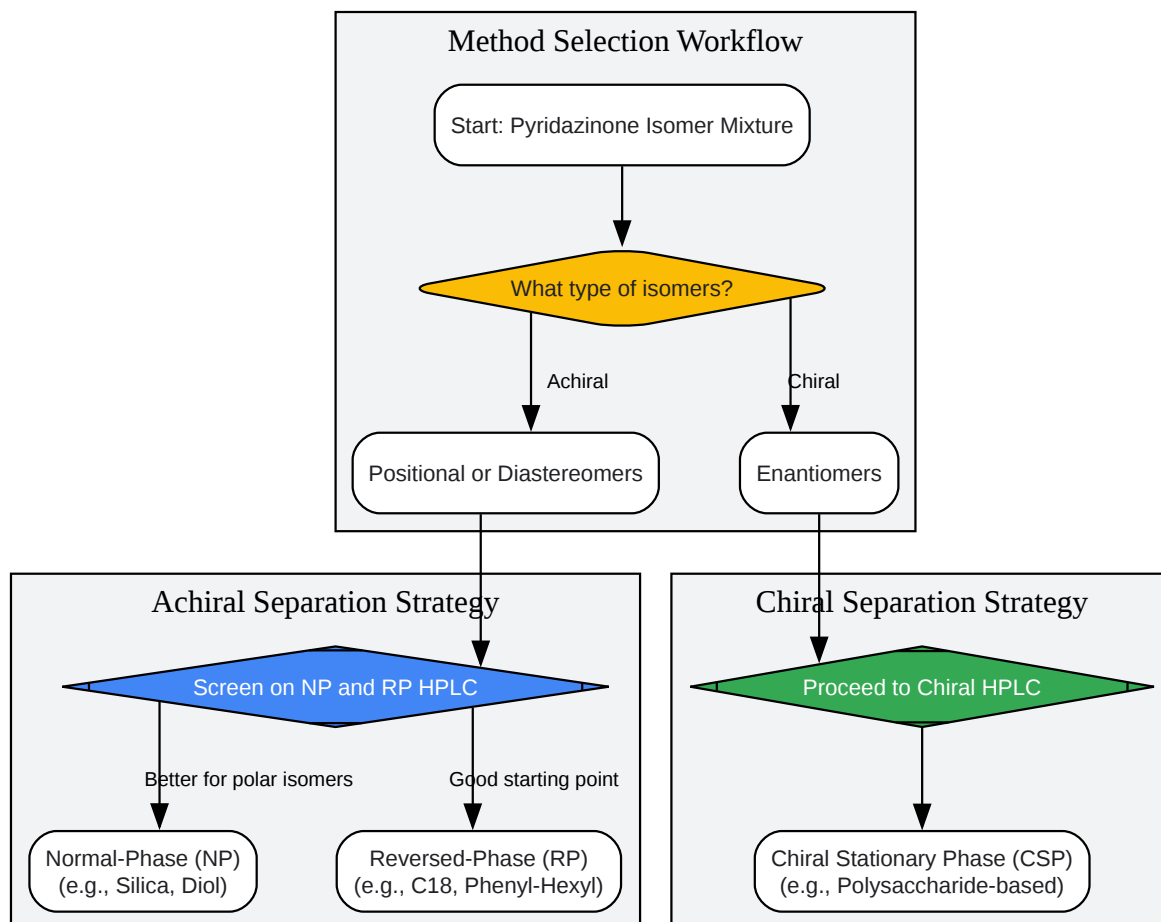 Method Selection Workflow
Start: Pyridazinone Isomer Mixture
What type of isomers?
Achiral
Chiral
Positional or Diastereomers
Enantiomers
Achiral Separation Strategy
Screen on NP and RP HPLC
Better for polar isomers
Good starting point
Normal-Phase (NP)
(e.g., Silica, Diol)
Reversed-Phase (RP)
(e.g., C18, Phenyl-Hexyl)
Chiral Separation Strategy
Proceed to Chiral HPLC
Chiral Stationary Phase (CSP)
(e.g., Polysaccharide-based)